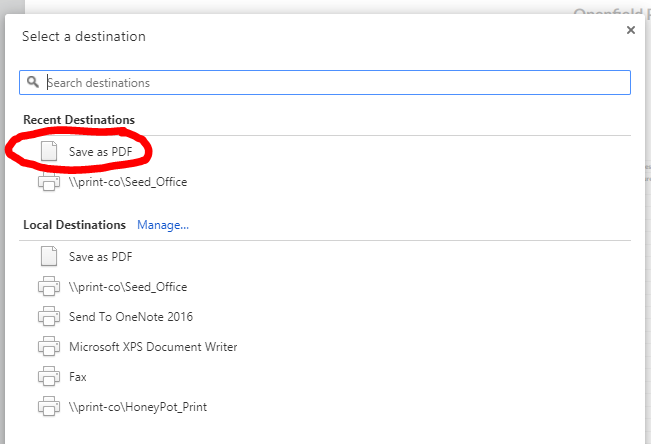 Select a destination
Search destinations
Recent Destinations
Save as PDF
\\print-co\Seed_Office
Local Destinations Manage...
Save as PDF
\\print-co\Seed_Office
Send To OneNote 2016
Microsoft XPS Document Writer
Fax
\\print-co\HoneyPot_Print